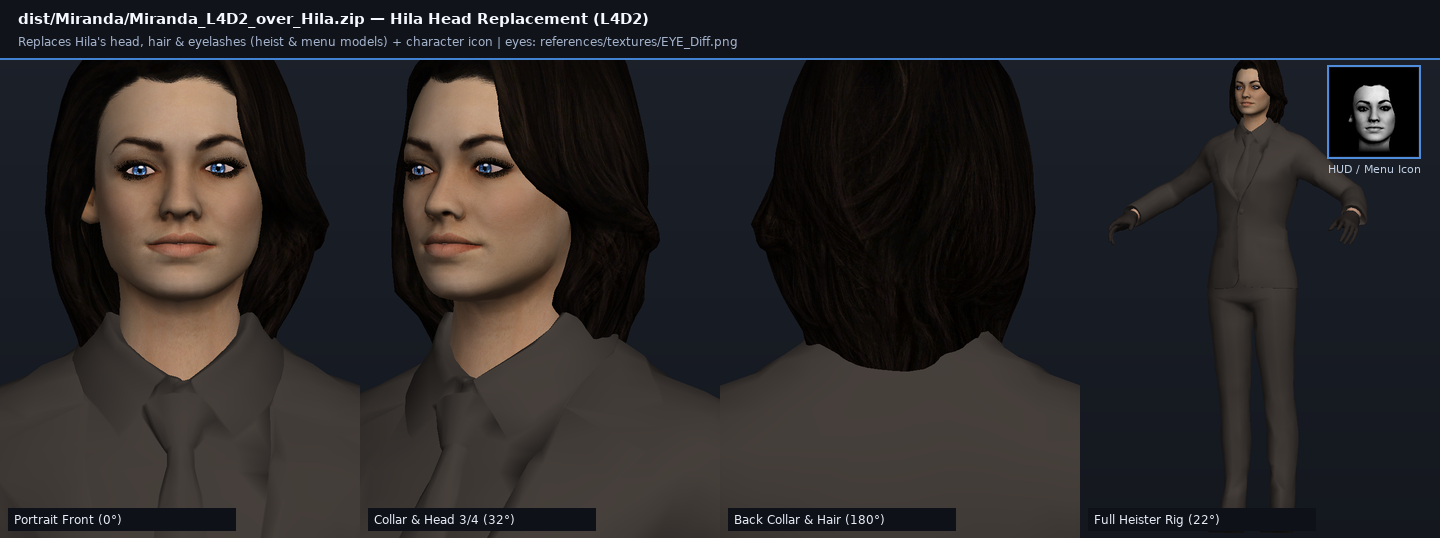 dist/Miranda/Miranda_L4D2_over_Hila.zip — Hila Head Replacement (L4D2)
Replaces Hila's head, hair & eyelashes (heist & menu models) + character icon | eyes: references/textures/EYE_Diff.png
HUD / Menu Icon
Portrait Front (0°)
Collar & Head 3/4 (32°)
Back Collar & Hair (180°)
Full Heister Rig (22°)